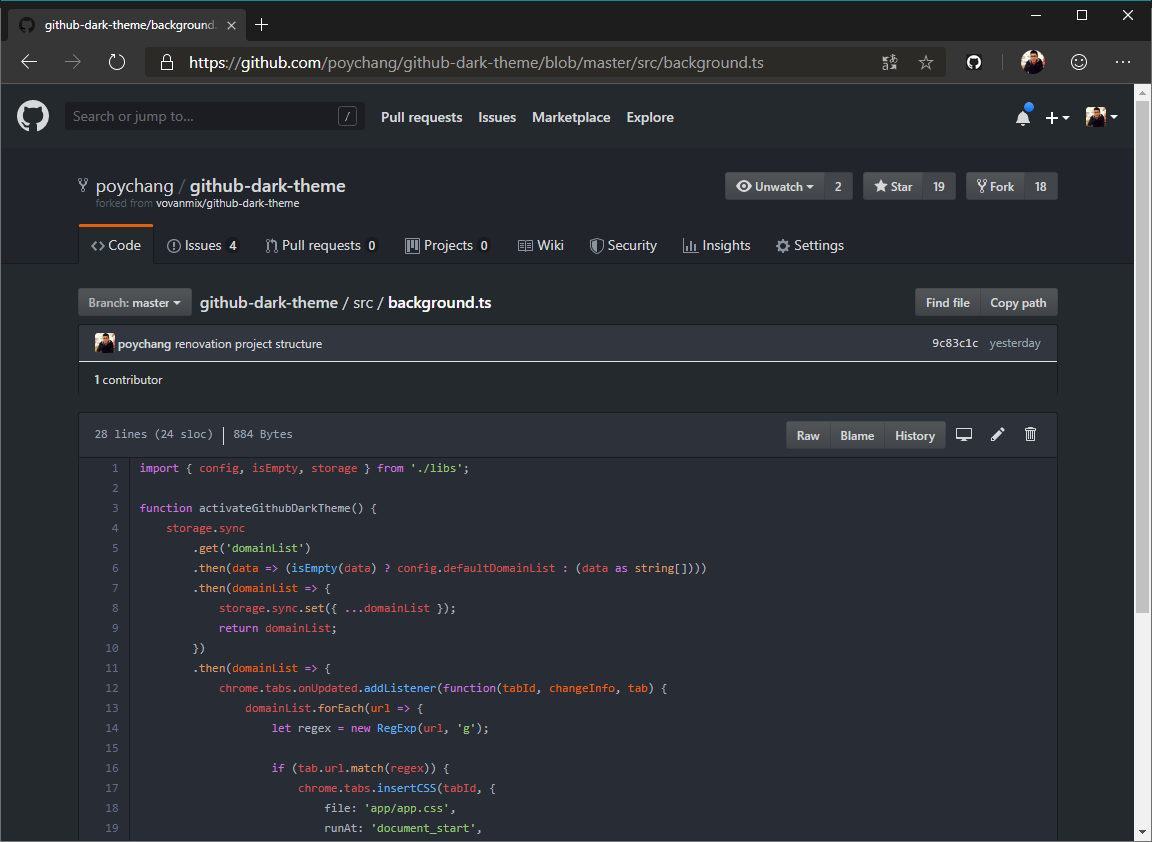 github-dark-theme/background.
https://github.com/poychang/github-dark-theme/blob/master/src/background.ts
Search or jump to... / Pull requests Issues Marketplace Explore
poychang / github-dark-theme Unwatch 2 Star 19 Fork 18
forked from vovanmix/github-dark-theme
<> Code Issues 4 Pull requests 0 Projects 0 Wiki Security Insights Settings
Branch: master github-dark-theme / src / background.ts Find file Copy path
poychang renovation project structure 9c83c1c yesterday
1 contributor
28 lines (24 sloc) | 884 Bytes Raw Blame History
1 import { config, isEmpty, storage } from './libs';
2
3 function activateGithubDarkTheme() {
4 storage.sync
5 .get('domainList')
6 .then(data => (isEmpty(data) ? config.defaultDomainList : (data as string[])))
7 .then(domainList => {
8 storage.sync.set({ ...domainList });
9 return domainList;
10 })
11 .then(domainList => {
12 chrome.tabs.onUpdated.addListener(function(tabId, changeInfo, tab) {
13 domainList.forEach(url => {
14 let regex = new RegExp(url, 'g');
15
16 if (tab.url.match(regex)) {
17 chrome.tabs.insertCSS(tabId, {
18 file: 'app/app.css',
19 runAt: 'document_start',